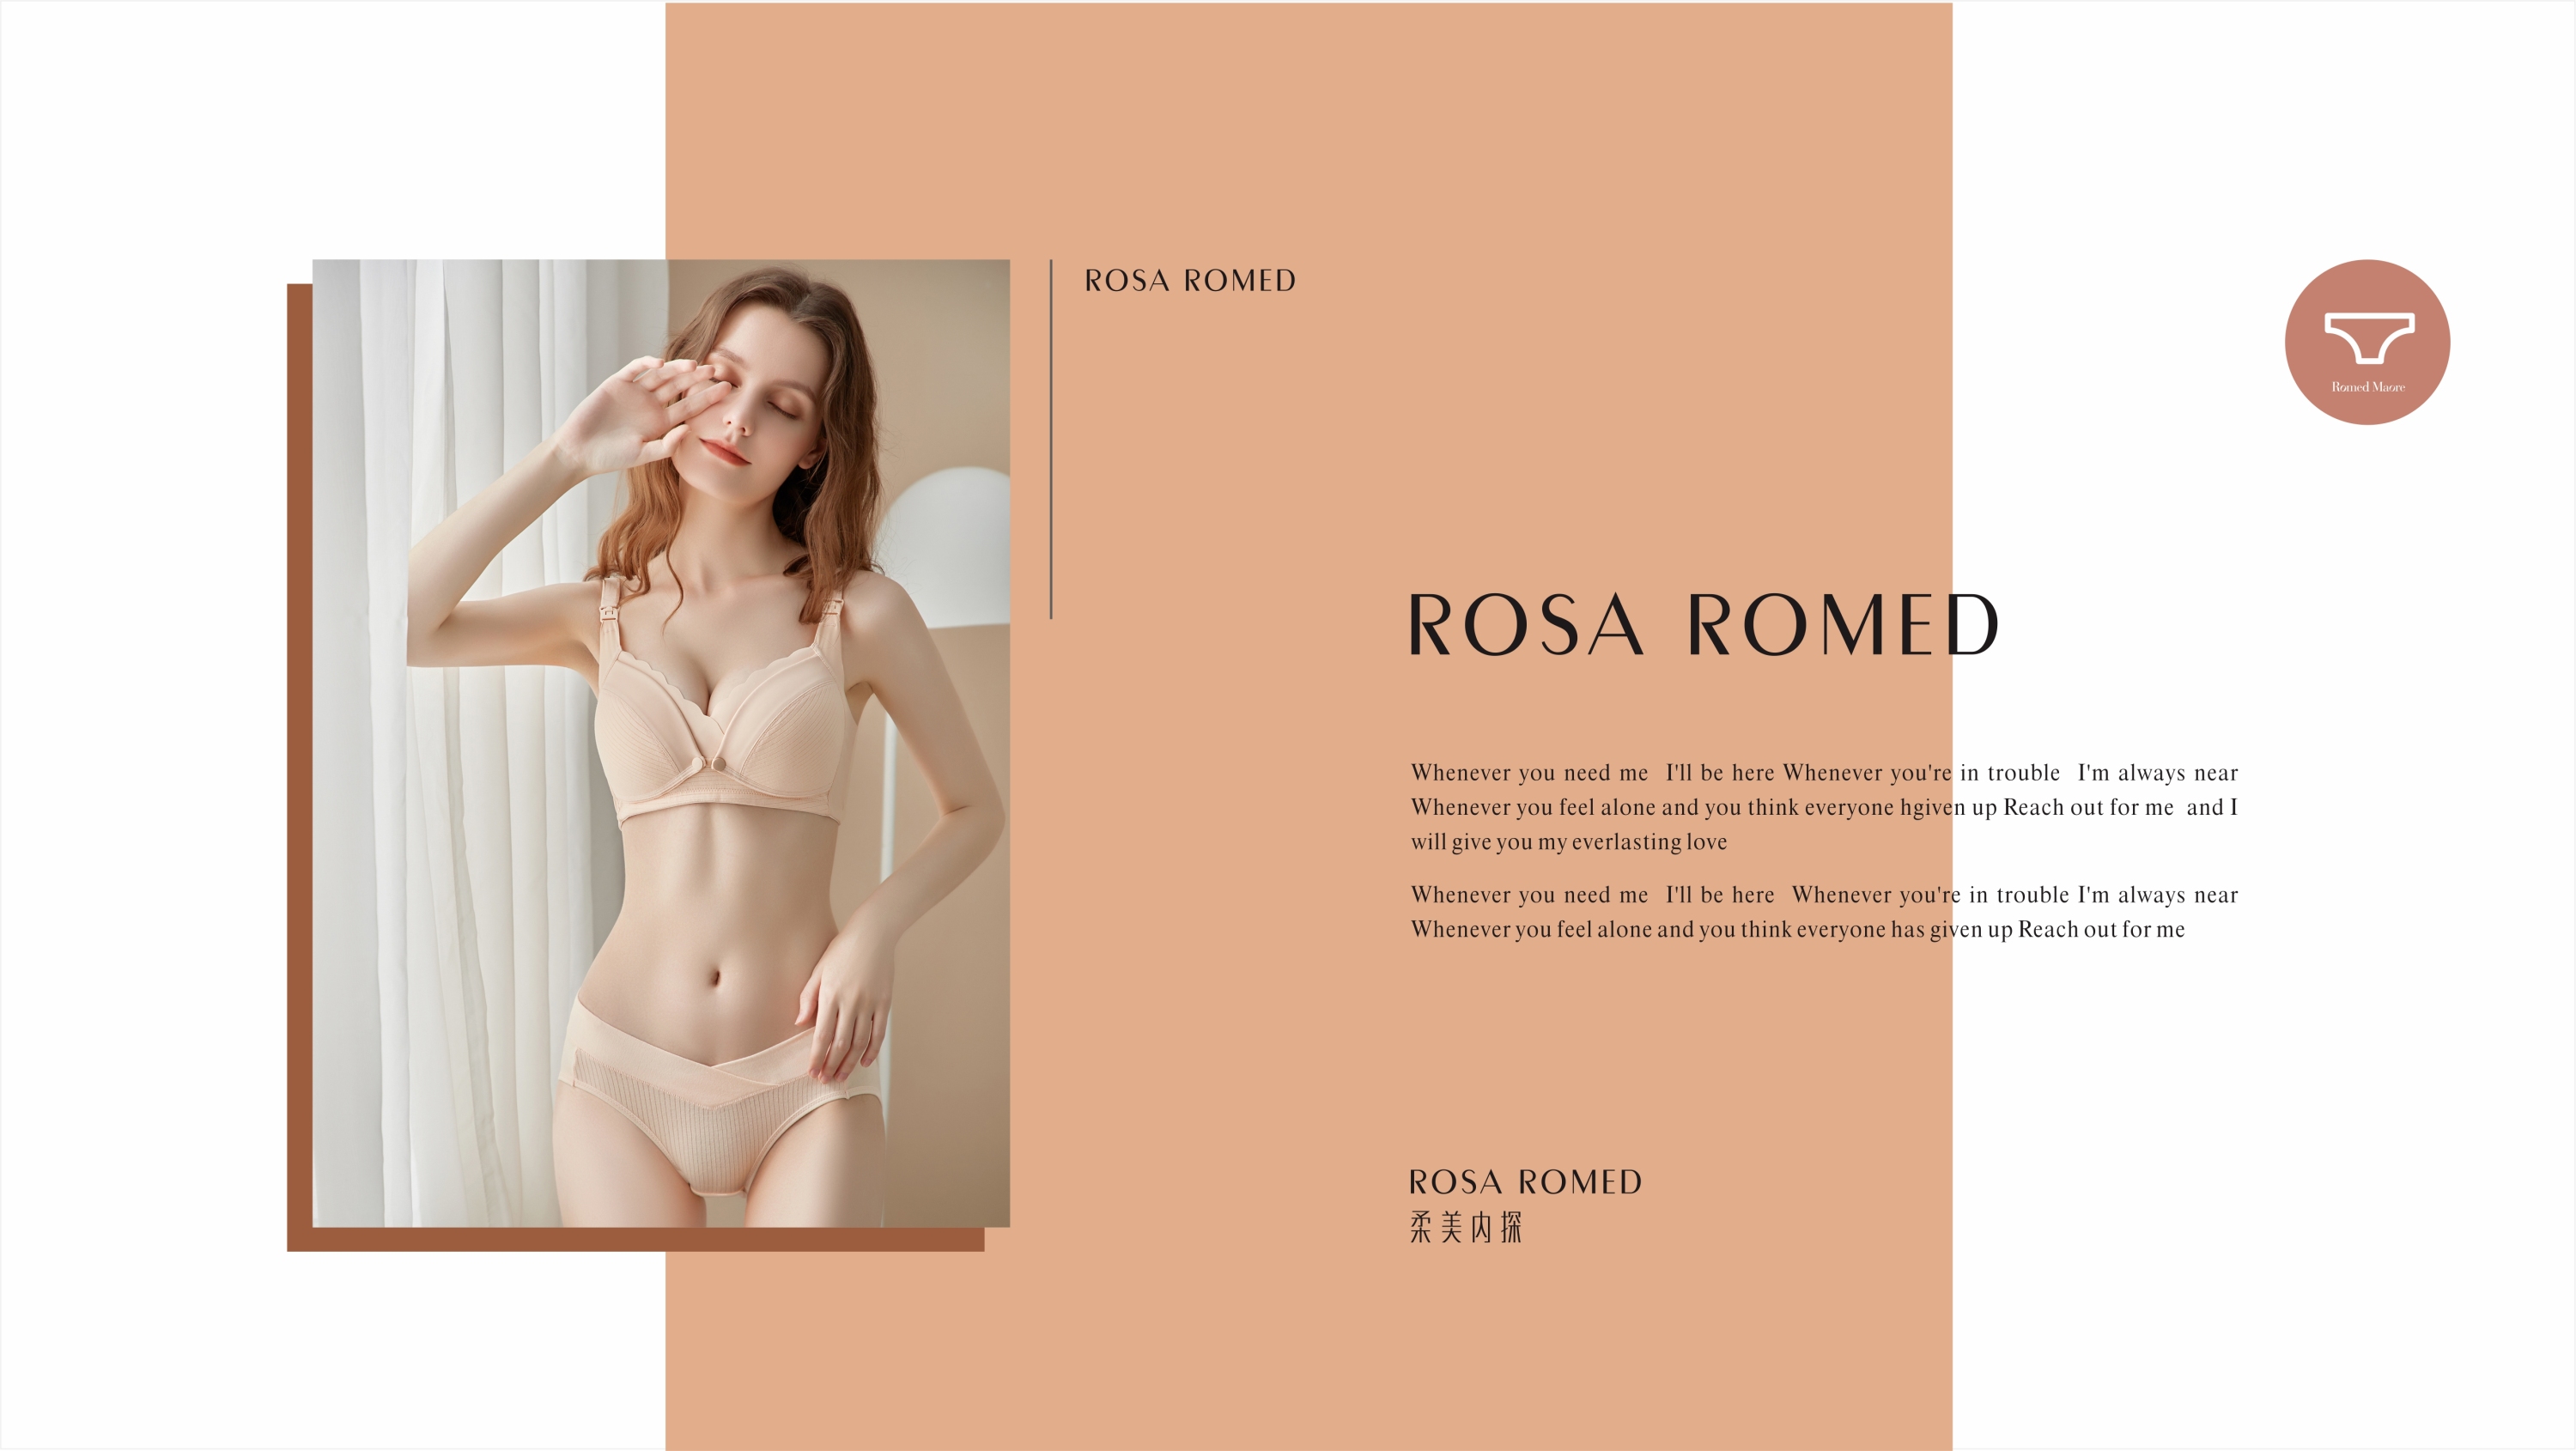 ROSA ROMED
Romed Maore
ROSA ROMED
Whenever you need me I'll be here Whenever you're in trouble I'm always near
Whenever you feel alone and you think everyone hgiven up Reach out for me and I
will give you my everlasting love
Whenever you need me I'll be here Whenever you're in trouble I'm always near
Whenever you feel alone and you think everyone has given up Reach out for me
ROSA ROMED
柔美内探